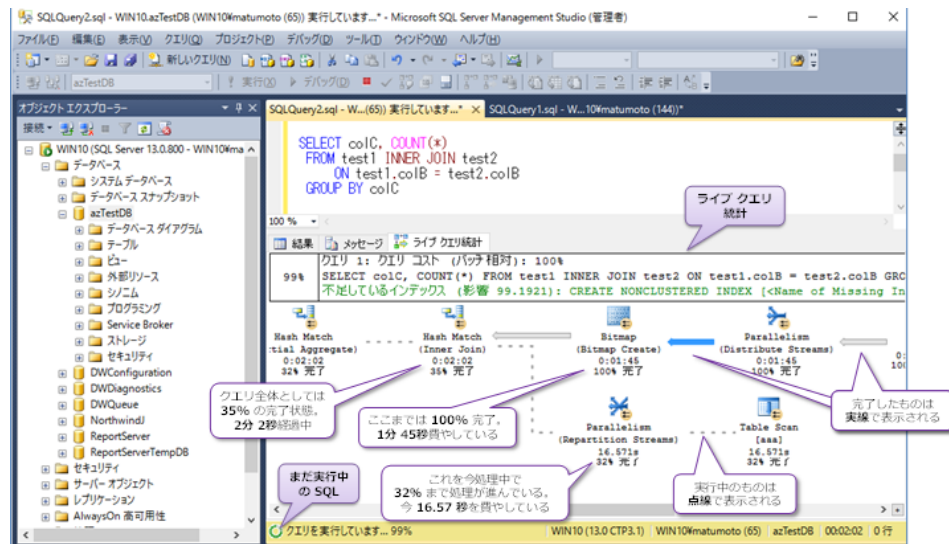 SQLQuery2.sql - WIN10.azTestDB (WIN10¥matumoto (65)) 実行しています...* - Microsoft SQL Server Management Studio (管理者)
ファイル(F) 編集(E) 表示(V) クエリ(Q) プロジェクト(P) デバッグ(D) ツール(T) ウィンドウ(W) ヘルプ(H)
新しいクエリ(N)
azTestDB
実行(X) デバッグ(D)
オブジェクト エクスプローラー
接続
WIN10 (SQL Server 13.0.800 - WIN10¥ma
データベース
システム データベース
データベース スナップショット
azTestDB
データベース ダイアグラム
テーブル
ビュー
外部リソース
シノニム
プログラミング
Service Broker
ストレージ
セキュリティ
DWConfiguration
DWDiagnostics
DWQueue
NorthwindJ
ReportServer
ReportServerTempDB
セキュリティ
サーバー オブジェクト
レプリケーション
AlwaysOn 高可用性
SQLQuery2.sql - W...(65)) 実行しています...*
SQLQuery1.sql - W...10¥matumoto (144))*
SELECT colC, COUNT(*)
FROM test1 INNER JOIN test2
ON test1.colB = test2.colB
GROUP BY colC
ライブ クエリ
統計
100 %
結果 メッセージ ライブ クエリ統計
クエリ 1: クエリ コスト (バッチ相対): 100%
99% SELECT colC, COUNT(*) FROM test1 INNER JOIN test2 ON test1.colB = test2.colB GRO
不足しているインデックス (影響 99.1921): CREATE NONCLUSTERED INDEX [<Name of Missing In
Hash Match
:tial Aggregate)
0:02:02
32% 完了
Hash Match
(Inner Join)
0:02:02
35% 完了
Bitmap
(Bitmap Create)
0:01:45
100% 完了
Parallelism
(Distribute Streams)
0:01:45
100% 完了
0:
100
クエリ全体としては
35% の完了状態。
2分 2秒経過中
ここまでは 100% 完了。
1分 45秒費やしている
完了したものは
実線で表示される
Parallelism
(Repartition Streams)
16.571s
32% 完了
Table Scan
[aaa]
16.571s
32% 完了
まだ実行中
の SQL
これを今処理中で
32% まで処理が進んでいる。
今 16.57 秒を費やしている
実行中のものは
点線で表示される
クエリを実行しています... 99%
WIN10 (13.0 CTP3.1) WIN10¥matumoto (65) azTestDB 00:02:02 0 行